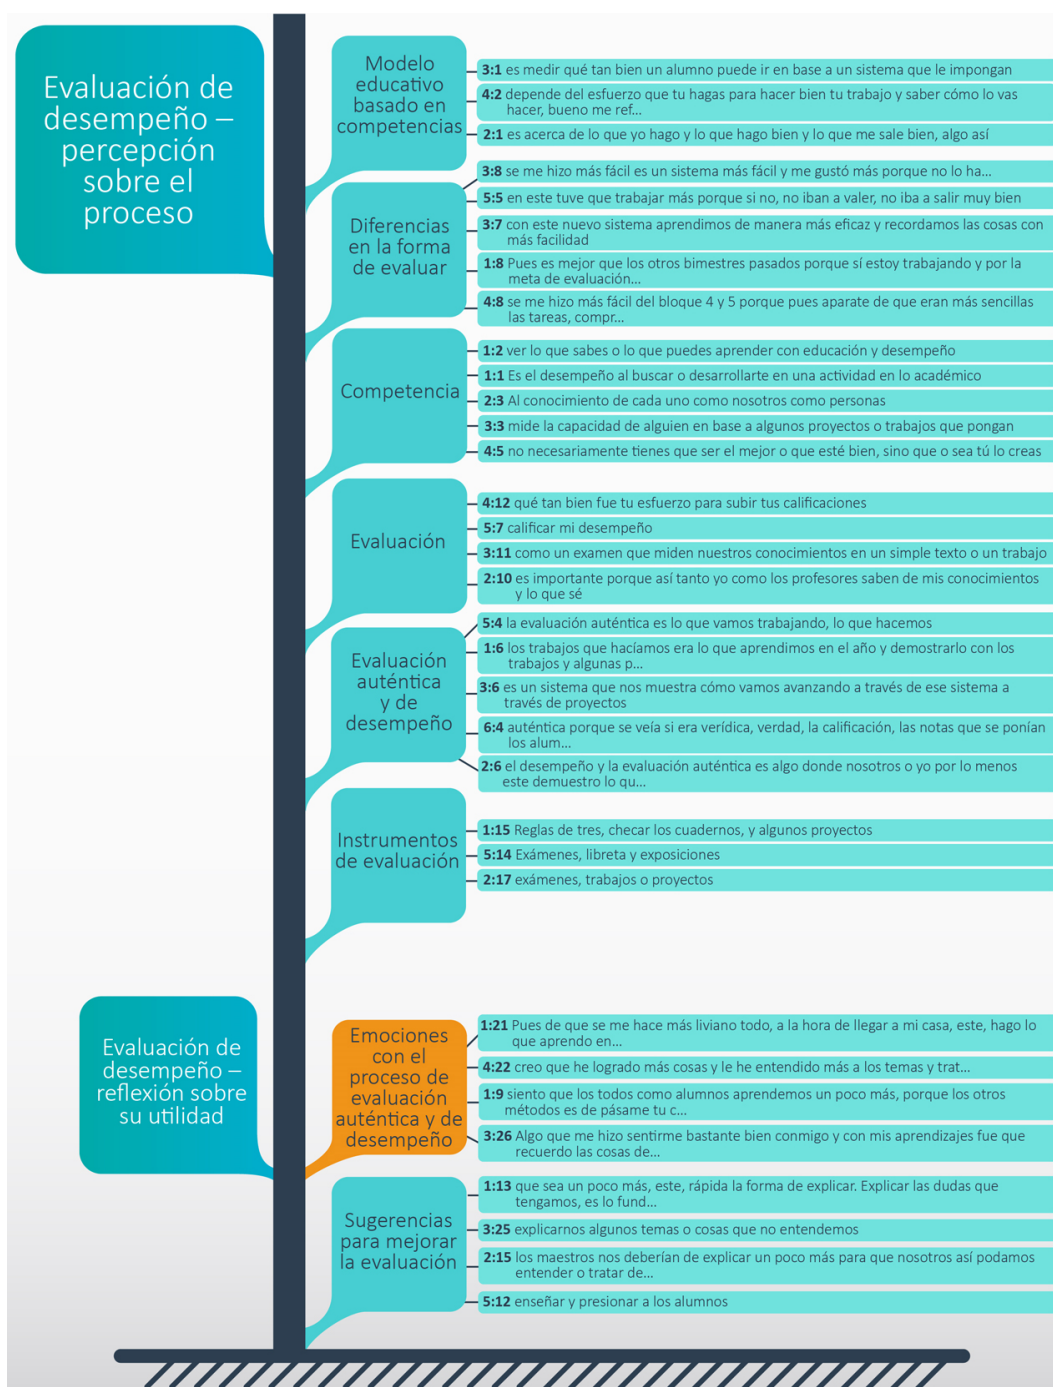 Evaluación de
desempeño –
percepción
sobre el
proceso
Modelo
educativo
basado en
competencias
3:1 es medir qué tan bien un alumno puede ir en base a un sistema que le impongan
4:2 depende del esfuerzo que tu hagas para hacer bien tu trabajo y saber cómo lo vas
hacer, bueno me ref...
2:1 es acerca de lo que yo hago y lo que hago bien y lo que me sale bien, algo así
Diferencias
en la forma
de evaluar
3:8 se me hizo más fácil es un sistema más fácil y me gustó más porque no lo ha...
5:5 en este tuve que trabajar más porque si no, no iban a valer, no iba a salir muy bien
3:7 con este nuevo sistema aprendimos de manera más eficaz y recordamos las cosas con
más facilidad
1:8 Pues es mejor que los otros bimestres pasados porque sí estoy trabajando y por la
meta de evaluación...
4:8 se me hizo más fácil del bloque 4 y 5 porque pues aparate de que eran más sencillas
las tareas, compr...
Competencia
1:2 ver lo que sabes o lo que puedes aprender con educación y desempeño
1:1 Es el desempeño al buscar o desarrollarte en una actividad en lo académico
2:3 Al conocimiento de cada uno como nosotros como personas
3:3 mide la capacidad de alguien en base a algunos proyectos o trabajos que pongan
4:5 no necesariamente tienes que ser el mejor o que esté bien, sino que o sea tú lo creas
Evaluación
4:12 qué tan bien fue tu esfuerzo para subir tus calificaciones
5:7 calificar mi desempeño
3:11 como un examen que miden nuestros conocimientos en un simple texto o un trabajo
2:10 es importante porque así tanto yo como los profesores saben de mis conocimientos
y lo que sé
Evaluación
auténtica
y de
desempeño
5:4 la evaluación auténtica es lo que vamos trabajando, lo que hacemos
1:6 los trabajos que hacíamos era lo que aprendimos en el año y demostrarlo con los
trabajos y algunas p...
3:6 es un sistema que nos muestra cómo vamos avanzando a través de ese sistema a
través de proyectos
6:4 auténtica porque se veía si era verídica, verdad, la calificación, las notas que se ponían
los alum...
2:6 el desempeño y la evaluación auténtica es algo donde nosotros o yo por lo menos
este demuestro lo qu...
Instrumentos
de evaluación
1:15 Reglas de tres, checar los cuadernos, y algunos proyectos
5:14 Exámenes, libreta y exposiciones
2:17 exámenes, trabajos o proyectos
Evaluación de
desempeño –
reflexión sobre
su utilidad
Emociones
con el
proceso de
evaluación
auténtica y de
desempeño
1:21 Pues de que se me hace más liviano todo, a la hora de llegar a mi casa, este, hago lo
que aprendo en...
4:22 creo que he logrado más cosas y le he entendido más a los temas y trat...
1:9 siento que los todos como alumnos aprendemos un poco más, porque los otros
métodos es de pásame tu c...
3:26 Algo que me hizo sentirme bastante bien conmigo y con mis aprendizajes fue que
recuerdo las cosas de...
Sugerencias
para mejorar
la evaluación
1:13 que sea un poco más, este, rápida la forma de explicar. Explicar las dudas que
tengamos, es lo fund...
3:25 explicarnos algunos temas o cosas que no entendemos
2:15 los maestros nos deberían de explicar un poco más para que nosotros así podamos
entender o tratar de...
5:12 enseñar y presionar a los alumnos